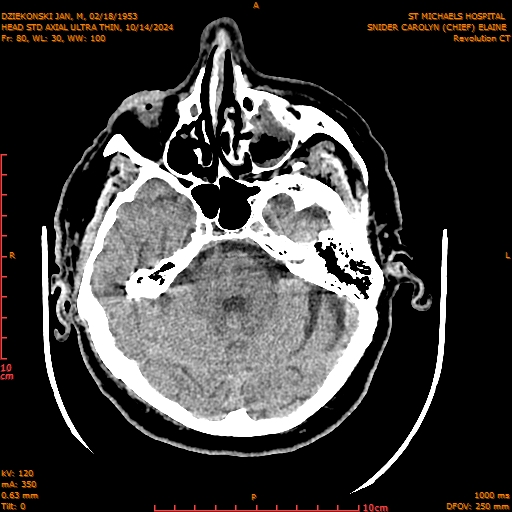 A
DZIEKONSKI JAN, M, 02/18/1953
HEAD STD AXIAL ULTRA THIN, 10/14/2024
Fr: 80, WL: 30, WW: 100
ST MICHAELS HOSPITAL
SNIDER CAROLYN (CHIEF) ELAINE
Revolution CT
R
L
10
cm
kV: 120
mA: 350
0.63 mm
Tilt: 0
P
10cm
1000 ms
DFOV: 250 mm